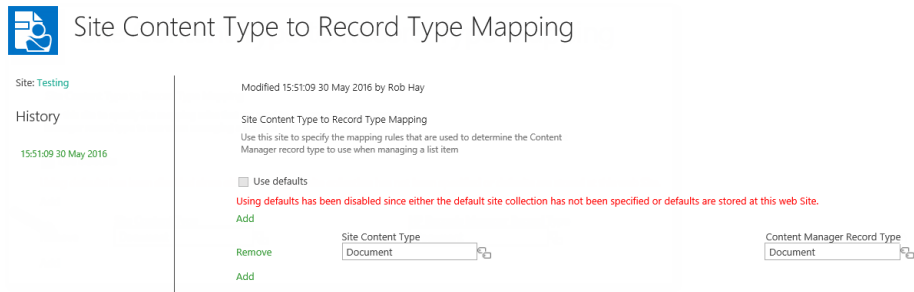 Site Content Type to Record Type Mapping
Site: Testing
History
15:51:09 30 May 2016
Modified 15:51:09 30 May 2016 by Rob Hay
Site Content Type to Record Type Mapping
Use this site to specify the mapping rules that are used to determine the Content
Manager record type to use when managing a list item
Use defaults
Using defaults has been disabled since either the default site collection has not been specified or defaults are stored at this web Site.
Add
Site Content Type Content Manager Record Type
Remove Document Document
Add